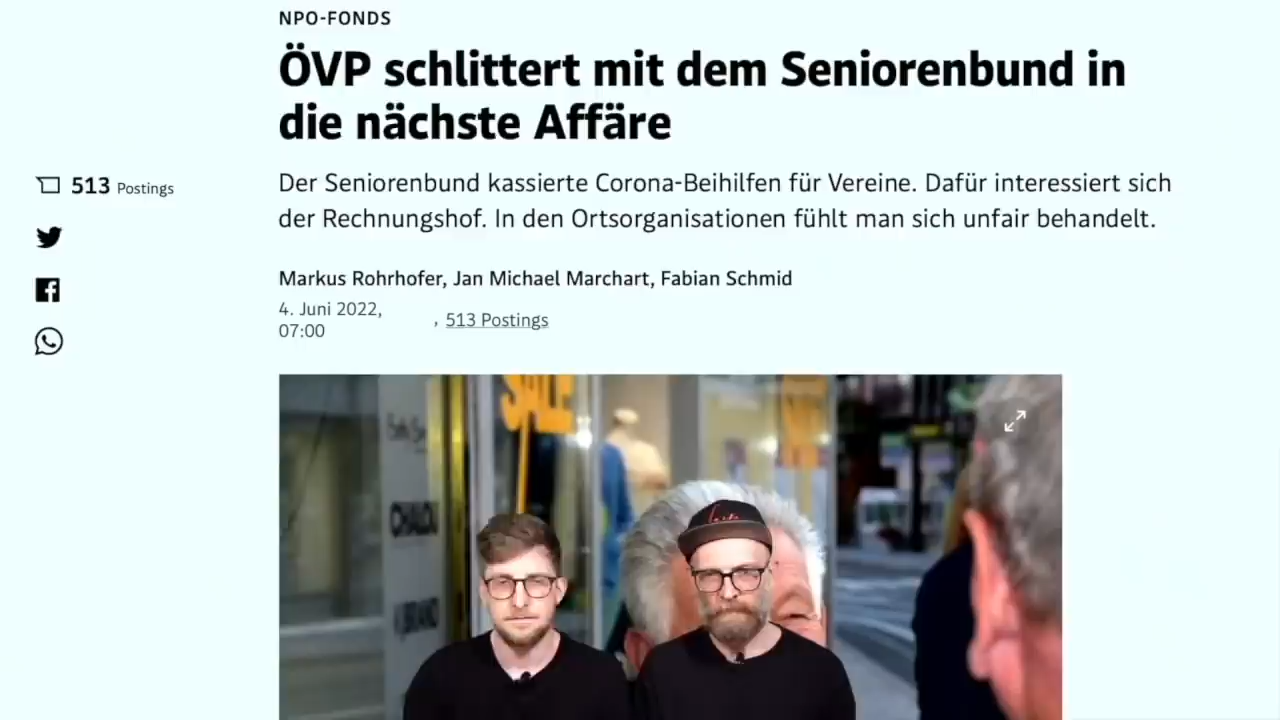 NPO-FONDS
ÖVP schlittert mit dem Seniorenbund in
die nächste Affäre
513 Postings
Der Seniorenbund kassierte Corona-Beihilfen für Vereine. Dafür interessiert sich
der Rechnungshof. In den Ortsorganisationen fühlt man sich unfair behandelt.
Markus Rohrhofer, Jan Michael Marchart, Fabian Schmid
4. Juni 2022,
07:00
, 513 Postings
SALE